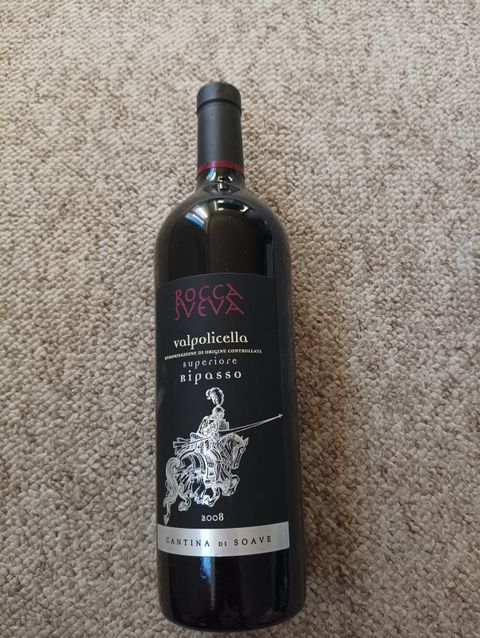 ROCCA
SVEVA
valpolicella
DENOMINAZIONE DI ORIGINE CONTROLLATA
superiore
Ripasso
2008
CANTINA DI SOAVE